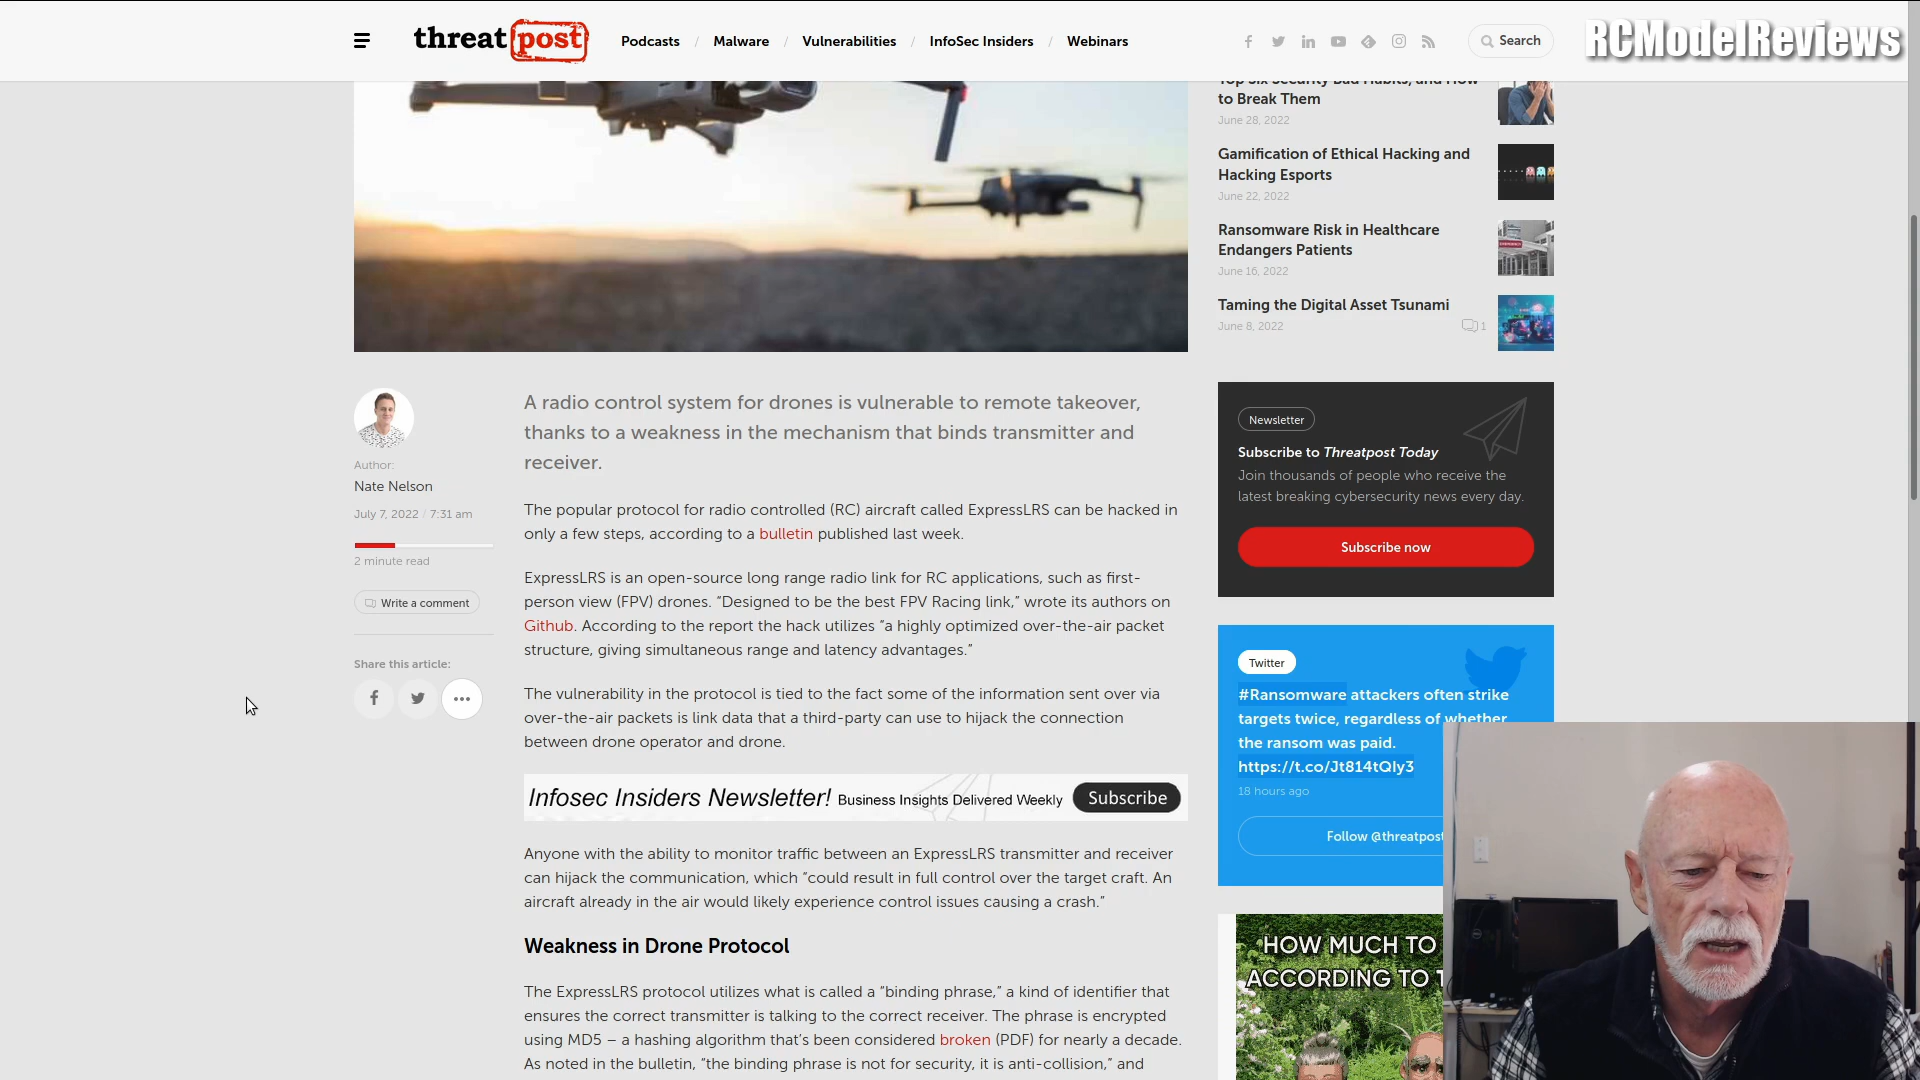 threatpost
Podcasts / Malware / Vulnerabilities / InfoSec Insiders / Webinars
Search
RCModelReviews
Top Six Security Bad Habits, and How
to Break Them
June 28, 2022
Gamification of Ethical Hacking and
Hacking Esports
June 22, 2022
Ransomware Risk in Healthcare
Endangers Patients
June 16, 2022
Taming the Digital Asset Tsunami
June 8, 2022
1
Author:
Nate Nelson
July 7, 2022 / 7:31 am
2 minute read
Write a comment
Share this article:
A radio control system for drones is vulnerable to remote takeover,
thanks to a weakness in the mechanism that binds transmitter and
receiver.
The popular protocol for radio controlled (RC) aircraft called ExpressLRS can be hacked in
only a few steps, according to a bulletin published last week.
ExpressLRS is an open-source long range radio link for RC applications, such as first-
person view (FPV) drones. “Designed to be the best FPV Racing link,” wrote its authors on
Github. According to the report the hack utilizes “a highly optimized over-the-air packet
structure, giving simultaneous range and latency advantages.”
The vulnerability in the protocol is tied to the fact some of the information sent over via
over-the-air packets is link data that a third-party can use to hijack the connection
between drone operator and drone.
Infosec Insiders Newsletter! Business Insights Delivered Weekly Subscribe
Anyone with the ability to monitor traffic between an ExpressLRS transmitter and receiver
can hijack the communication, which “could result in full control over the target craft. An
aircraft already in the air would likely experience control issues causing a crash.”
Weakness in Drone Protocol
The ExpressLRS protocol utilizes what is called a “binding phrase,” a kind of identifier that
ensures the correct transmitter is talking to the correct receiver. The phrase is encrypted
using MD5 – a hashing algorithm that’s been considered broken (PDF) for nearly a decade.
As noted in the bulletin, “the binding phrase is not for security, it is anti-collision,” and
Newsletter
Subscribe to Threatpost Today
Join thousands of people who receive the
latest breaking cybersecurity news every day.
Subscribe now
Twitter
#Ransomware attackers often strike
targets twice, regardless of whether
the ransom was paid.
https://t.co/Jt814tQIy3
18 hours ago
Follow @threatpost
HOW MUCH TO
ACCORDING TO